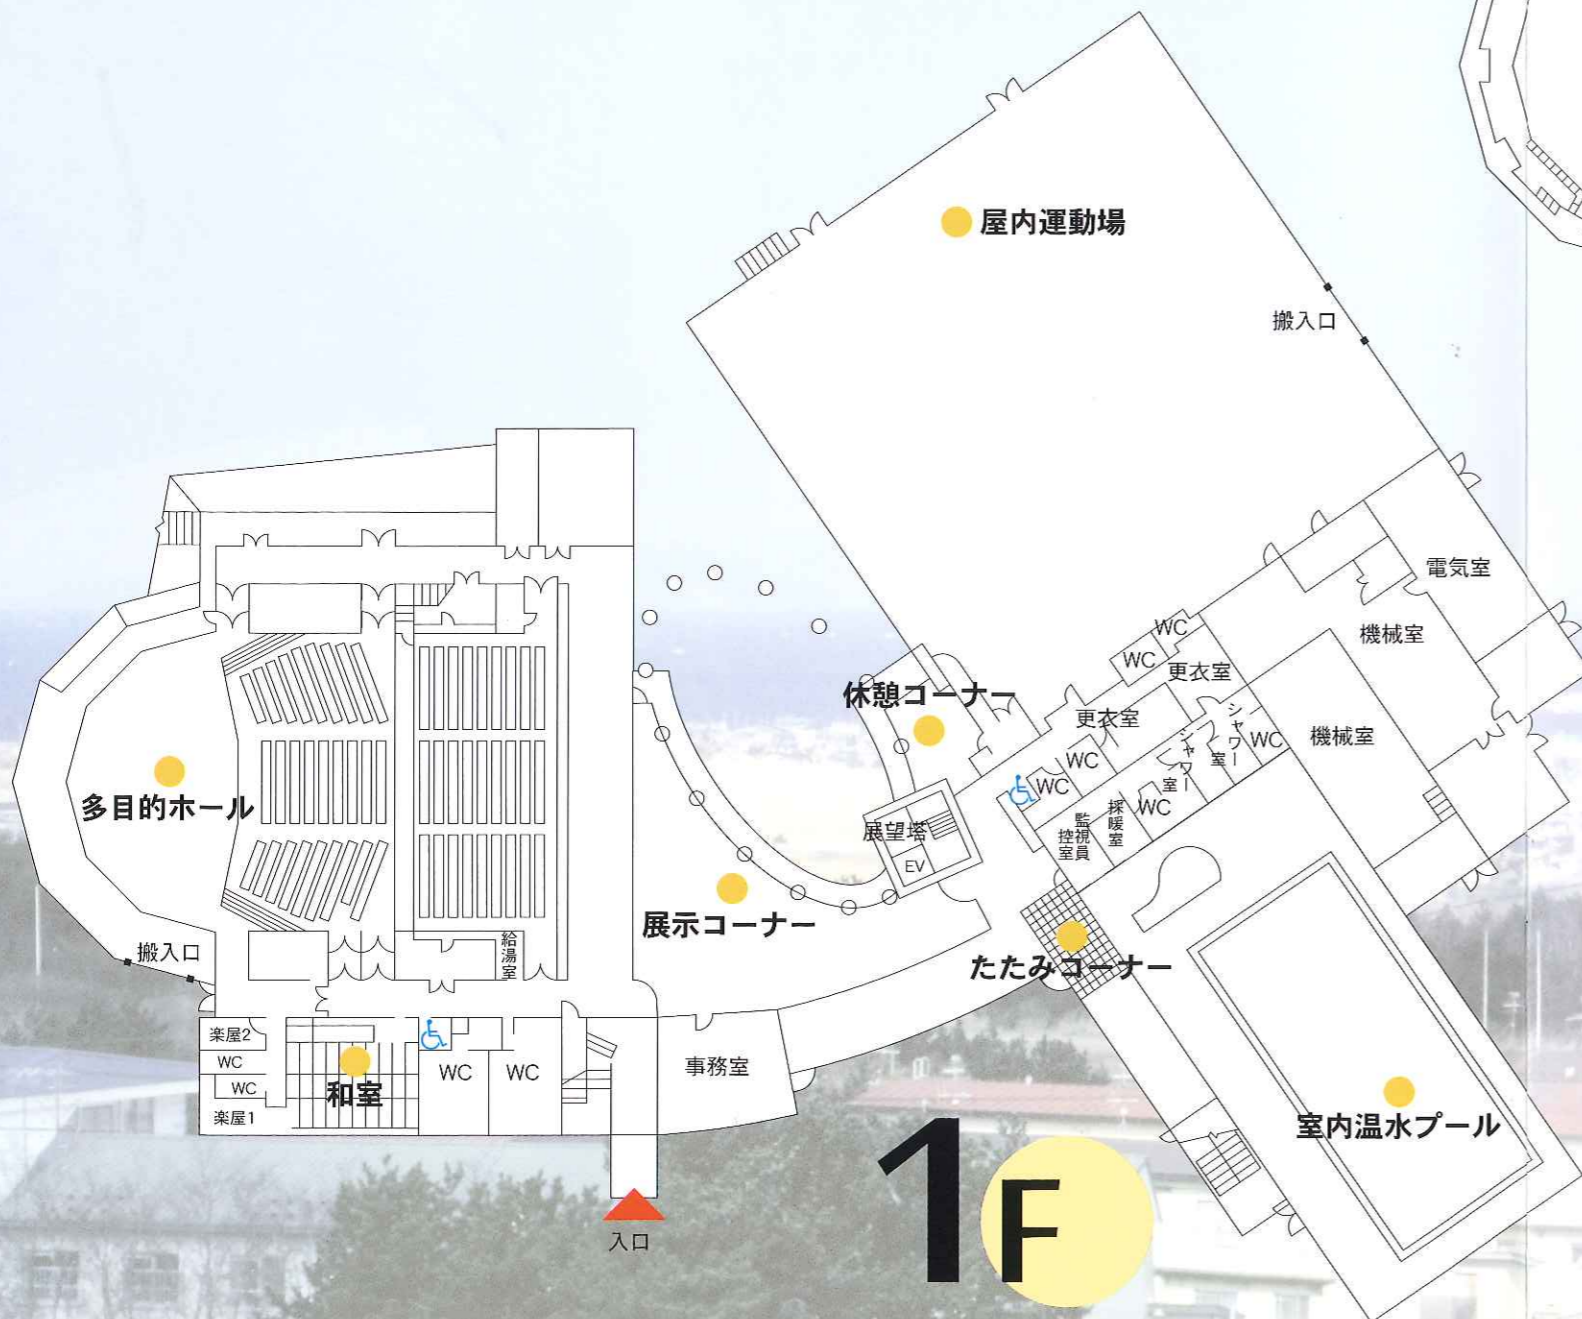 屋内運動場
搬入口
電気室
機械室
WC
WC
更衣室
休憩コーナー
更衣室
シャワー室
WC
機械室
シャワー室
WC
WC
WC
採暖室
監視員控室
展望塔
EV
多目的ホール
展示コーナー
たたみコーナー
搬入口
給湯室
楽屋2
WC
WC
楽屋1
和室
WC
WC
事務室
室内温水プール
入口
1F